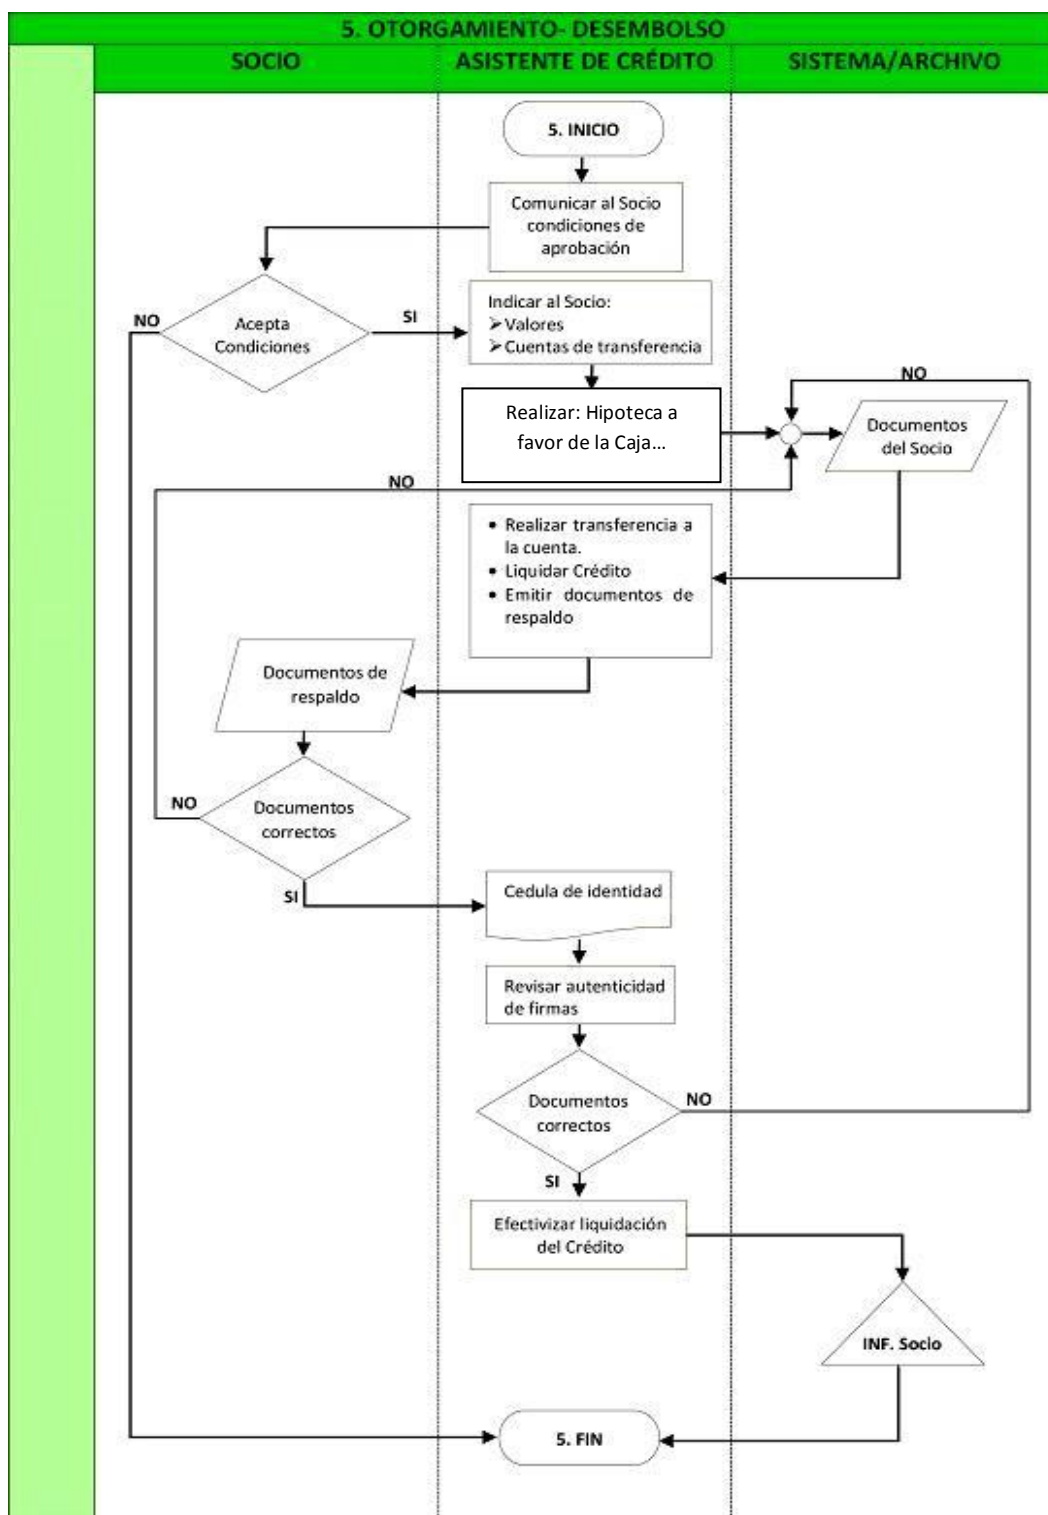 5. OTORGAMIENTO- DESEMBOLSO
SOCIO
ASISTENTE DE CRÉDITO
SISTEMA/ARCHIVO
5. INICIO
Comunicar al Socio
condiciones de
aprobación
NO
Acepta
Condiciones
SI
Indicar al Socio:
➢ Valores
➢ Cuentas de transferencia
NO
Realizar: Hipoteca a
favor de la Caja...
Documentos
del Socio
NO
• Realizar transferencia a
la cuenta.
• Liquidar Crédito
• Emitir documentos de
respaldo
Documentos de
respaldo
NO
Documentos
correctos
SI
Cedula de identidad
Revisar autenticidad
de firmas
Documentos
correctos
NO
SI
Efectivizar liquidación
del Crédito
INF. Socio
5. FIN